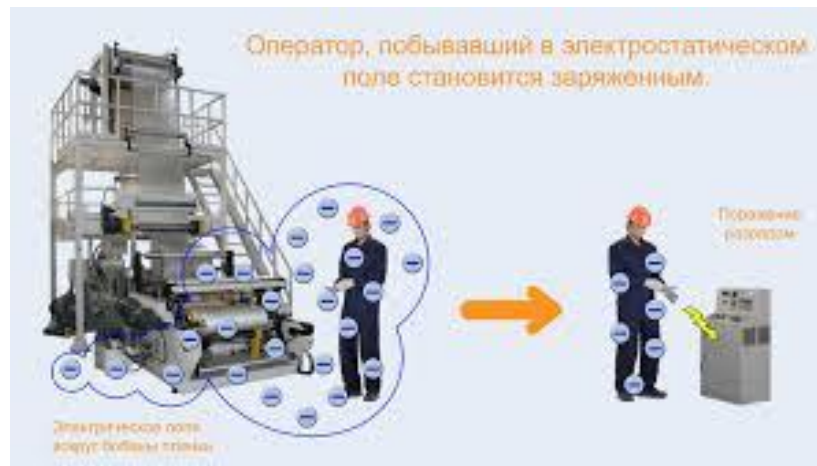 Оператор, побывавший в электростатическом
поле становится заряженным.
Поражение
разрядом
Электрическое поле
вокруг бобины пленки